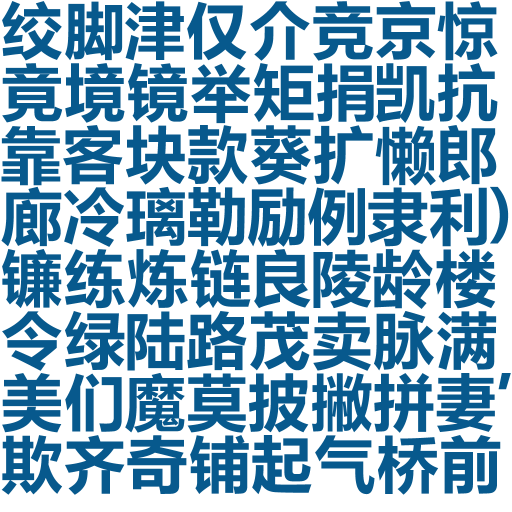 绞脚津仅介竞京惊
竟境镜举矩捐凯抗
靠客块款葵扩懒郎
廊冷璃勒励例隶利)
镰练炼链良陵龄楼
令绿陆路茂卖脉满
美们魔莫披撇拼妻'
欺齐奇铺起气桥前